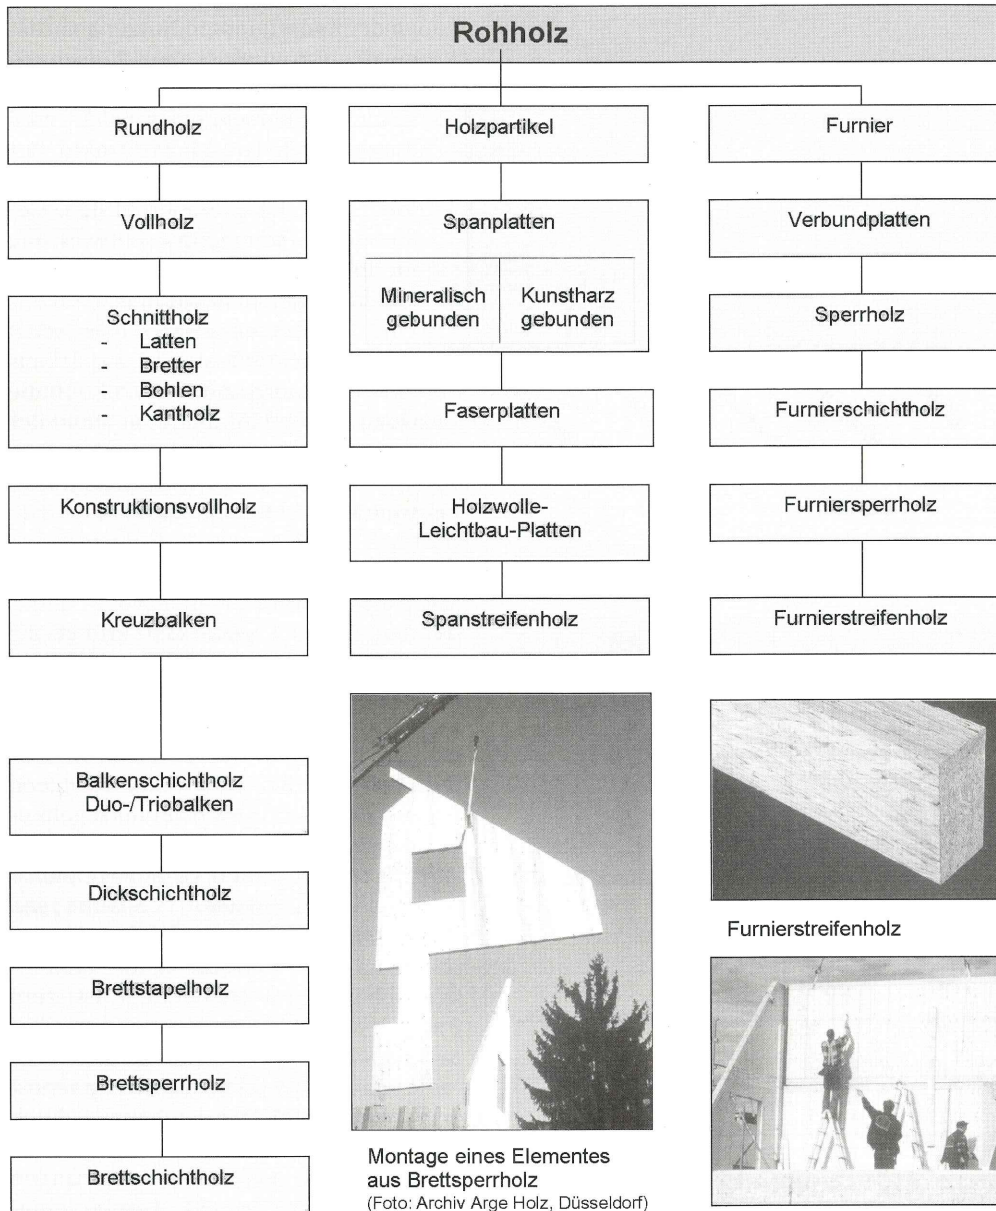 Rohholz
Rundholz
Vollholz
Schnittholz
- Latten
- Bretter
- Bohlen
- Kantholz
Konstruktionsvollholz
Kreuzbalken
Balkenschichtholz
Duo-/Triobalken
Dickschichtholz
Brettstapelholz
Brettsperrholz
Brettschichtholz
Holzpartikel
Spanplatten
Mineralisch
gebunden
Kunstharz
gebunden
Faserplatten
Holzwolle-
Leichtbau-Platten
Spanstreifenholz
Montage eines Elementes
aus Brettsperrholz
(Foto: Archiv Arge Holz, Düsseldorf)
Furnier
Verbundplatten
Sperrholz
Furnierschichtholz
Furniersperrholz
Furnierstreifenholz
Furnierstreifenholz